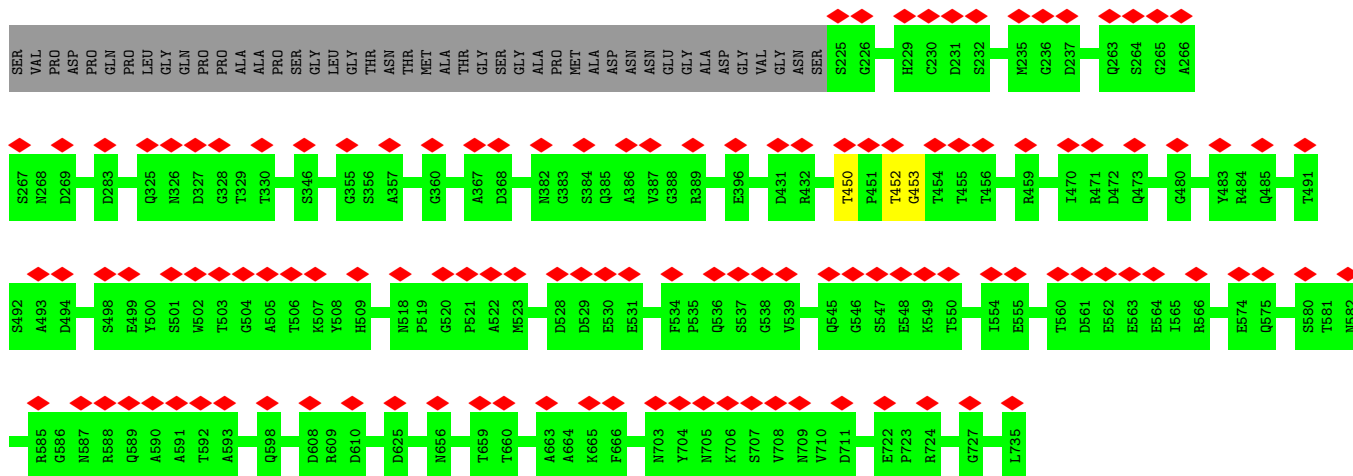 SER VAL PRO ASP PRO GLN PRO LEU GLY GLN PRO PRO ALA ALA PRO SER GLY LEU GLY THR ASN THR MET ALA THR GLY SER GLY ALA PRO MET ALA ASP ASN ASN GLU GLY ALA ASP GLY VAL GLY ASN SER S225 G226 H229 C230 D231 S232 M235 G236 D237 Q263 S264 G265 A266
S267 N268 D269 D283 Q325 N326 D327 G328 T329 T330 S346 G355 S356 A357 G360 A367 D368 N382 G383 S384 Q385 A386 V387 G388 R389 E396 D431 R432 T450 P451 T452 G453 T454 T455 T456 R459 I470 R471 D472 Q473 G480 Y483 R484 Q485 T491
S492 A493 D494 S498 E499 Y500 S501 W502 T503 G504 A505 T506 K507 Y508 H509 N518 P519 G520 P521 A522 M523 D528 D529 E530 E531 F534 P535 Q536 S537 G538 V539 Q545 G546 S547 E548 K549 T550 I554 E555 T560 D561 E562 E563 E564 I565 R566 E574 Q575 S580 T581 N582
R585 G586 N587 R588 Q589 A590 A591 T592 A593 Q598 D608 R609 D610 D625 N656 T659 T660 A663 A664 K665 F666 N703 Y704 N705 K706 S707 V708 N709 V710 D711 E722 P723 R724 G727 L735